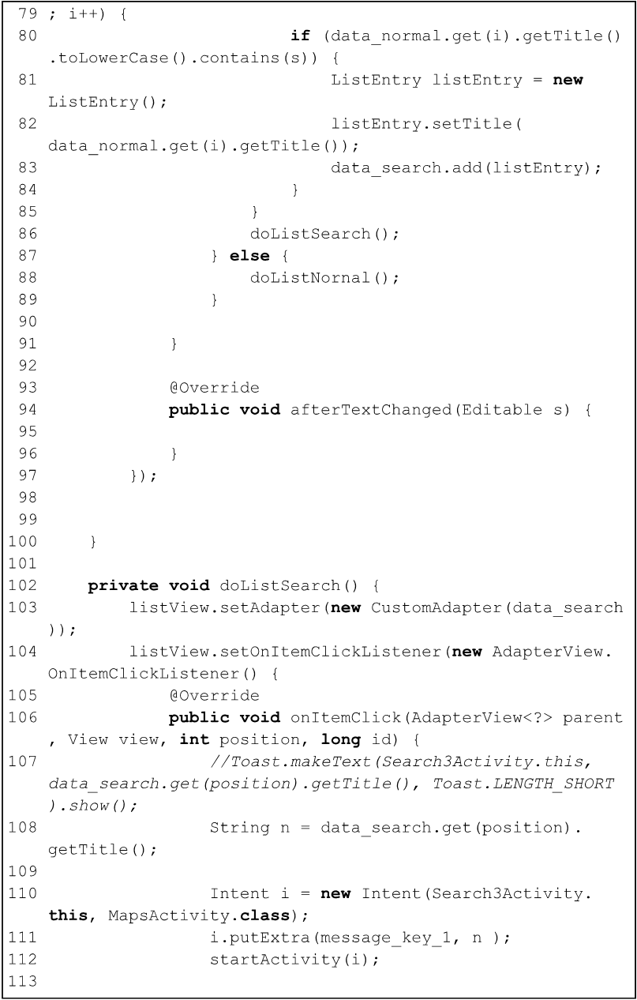 79 ; i++) {
80                         if (data_normal.get(i).getTitle()
.toLowerCase().contains(s)) {
81                             ListEntry listEntry = new
ListEntry();
82                             listEntry.setTitle(
data_normal.get(i).getTitle());
83                             data_search.add(listEntry);
84                         }
85                     }
86                     doListSearch();
87                 } else {
88                     doListNornal();
89                 }
90
91             }
92
93             @Override
94             public void afterTextChanged(Editable s) {
95
96             }
97         });
98
99
100     }
101
102     private void doListSearch() {
103         listView.setAdapter(new CustomAdapter(data_search
));
104         listView.setOnItemClickListener(new AdapterView.
OnItemClickListener() {
105             @Override
106             public void onItemClick(AdapterView<?> parent
, View view, int position, long id) {
107                 //Toast.makeText(Search3Activity.this,
data_search.get(position).getTitle(), Toast.LENGTH_SHORT
).show();
108                 String n = data_search.get(position).
getTitle();
109
110                 Intent i = new Intent(Search3Activity.
this, MapsActivity.class);
111                 i.putExtra(message_key_1, n );
112                 startActivity(i);
113